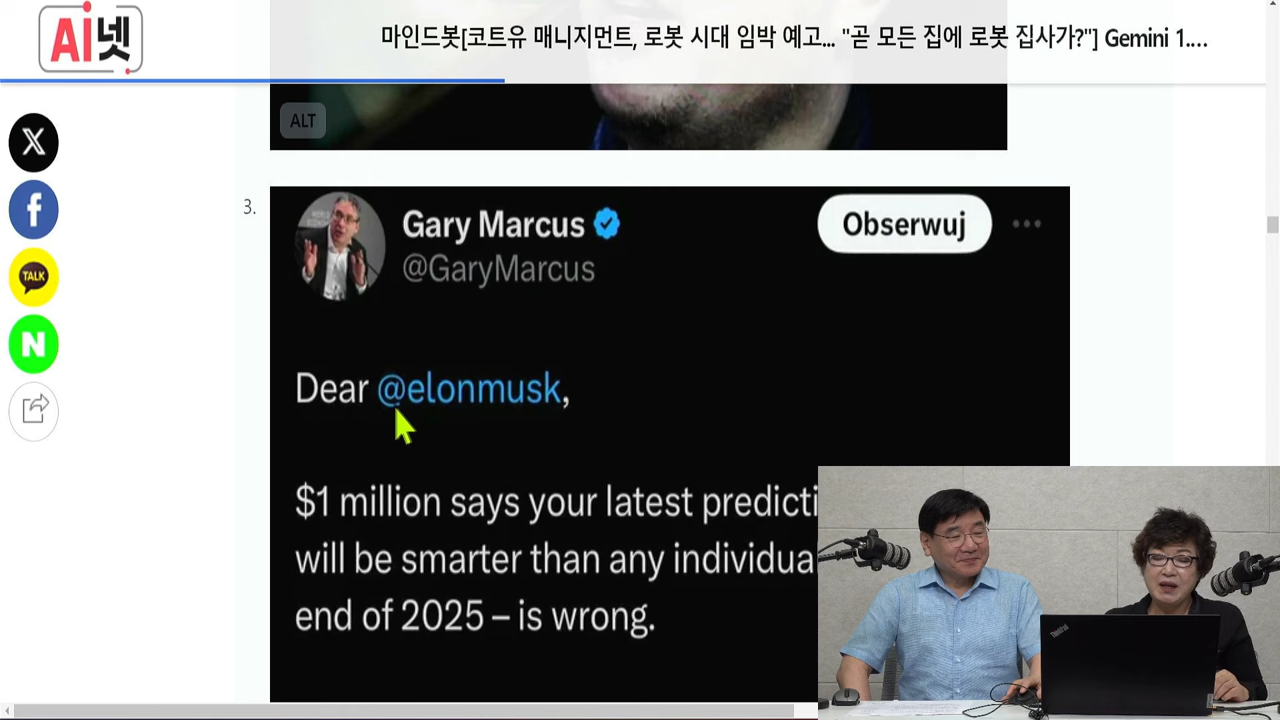 Ai넷
마인드봇[코트유 매니지먼트, 로봇 시대 임박 예고... "곧 모든 집에 로봇 집사가?"] Gemini 1....
ALT
3.
Gary Marcus
@GaryMarcus
Obserwuj
TALK
N
Dear @elonmusk,
$1 million says your latest predicti
will be smarter than any individua
end of 2025 – is wrong.
ThinkPad